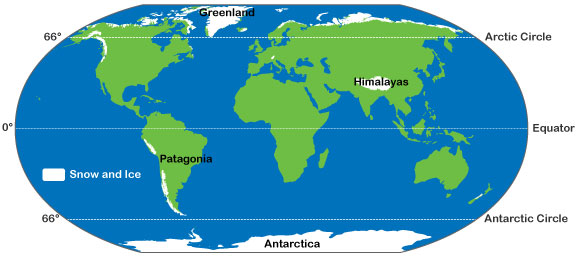 Greenland
66°
Arctic Circle
Himalayas
0°
Equator
Patagonia
Snow and Ice
66°
Antarctic Circle
Antarctica